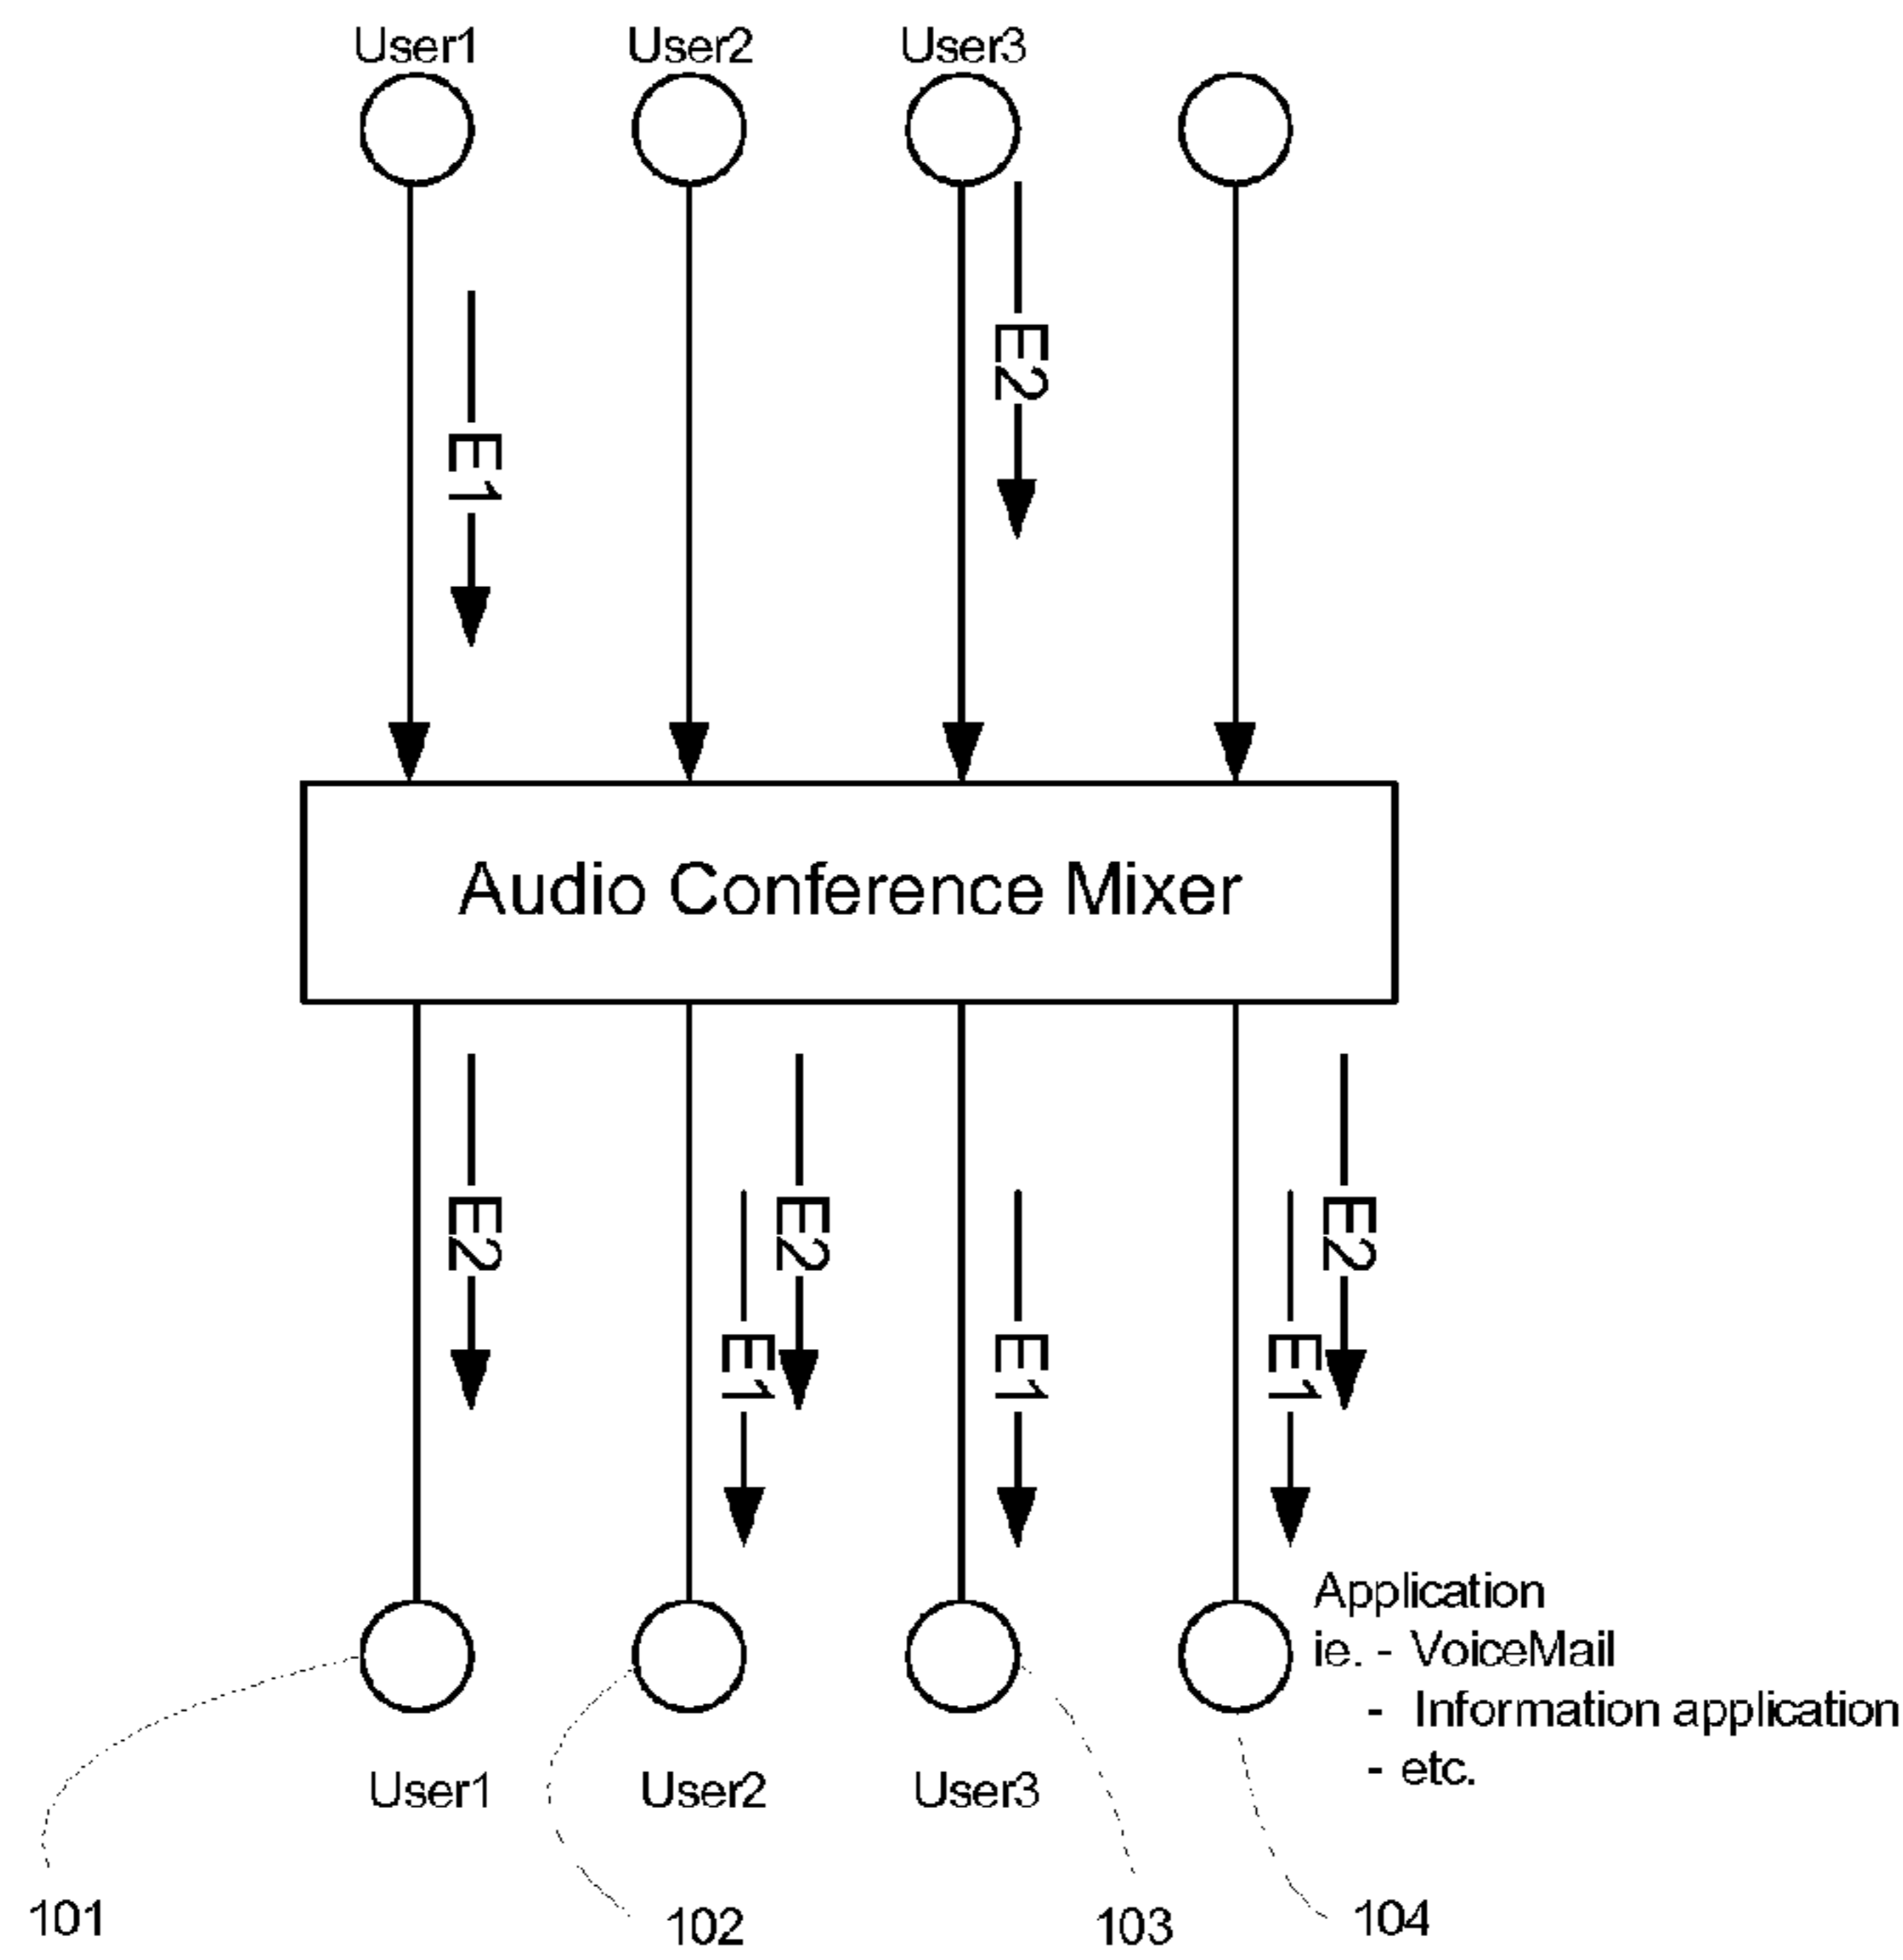 User1 User2 User3
E2
E1
Audio Conference Mixer
E2 E2 E2
E1 E1 E1
Application
ie. - VoiceMail
- Information application
- etc.
User1 User2 User3
101 102 103 104